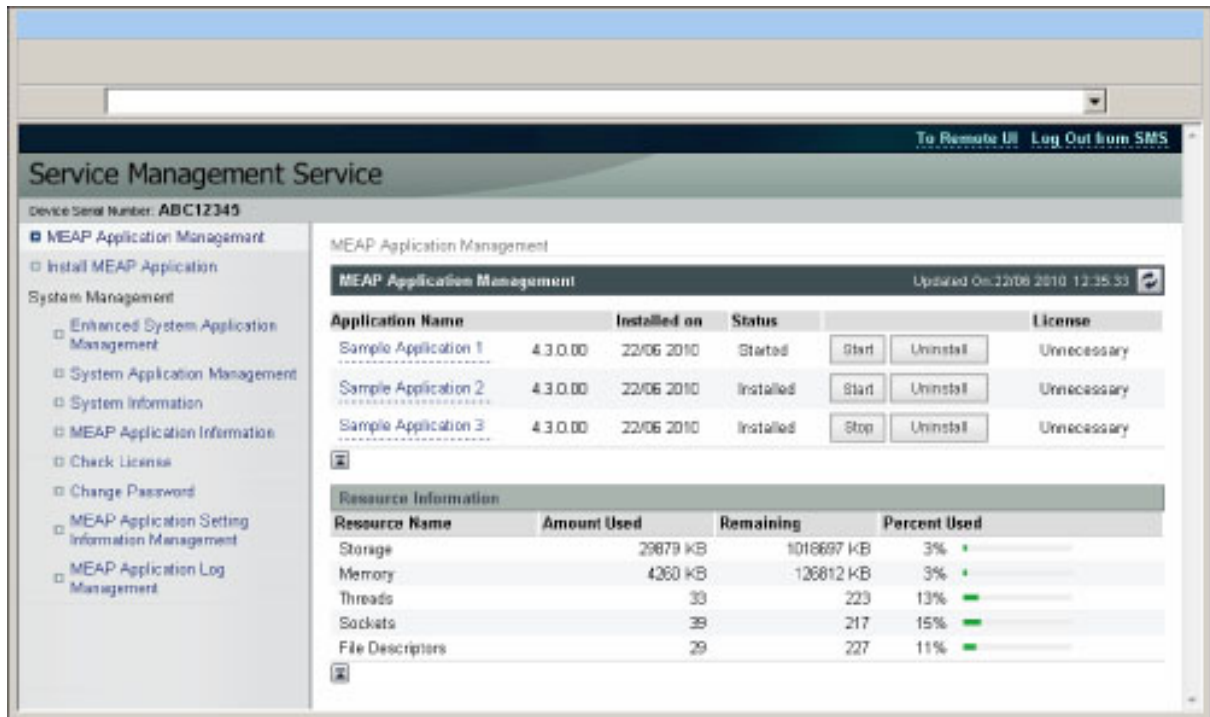 To Remote UI Log Out from SMS
Service Management Service
Device Serial Number: ABC12345
MEAP Application Management
Install MEAP Application
System Management
Enhanced System Application
Management
System Application Management
System Information
MEAP Application Information
Check License
Change Password
MEAP Application Setting
Information Management
MEAP Application Log
Management
MEAP Application Management
MEAP Application Management Updated On:22/06 2010 12:35:33
Application Name Installed on Status License
Sample Application 1 4.3.0.00 22/06 2010 Started Start Uninstall Unnecessary
Sample Application 2 4.3.0.00 22/06 2010 Installed Start Uninstall Unnecessary
Sample Application 3 4.3.0.00 22/06 2010 Installed Stop Uninstall Unnecessary
Resource Information
Resource Name Amount Used Remaining Percent Used
Storage 29879 KB 1018697 KB 3%
Memory 4260 KB 126812 KB 3%
Threads 33 223 13%
Sockets 39 217 15%
File Descriptors 29 227 11%